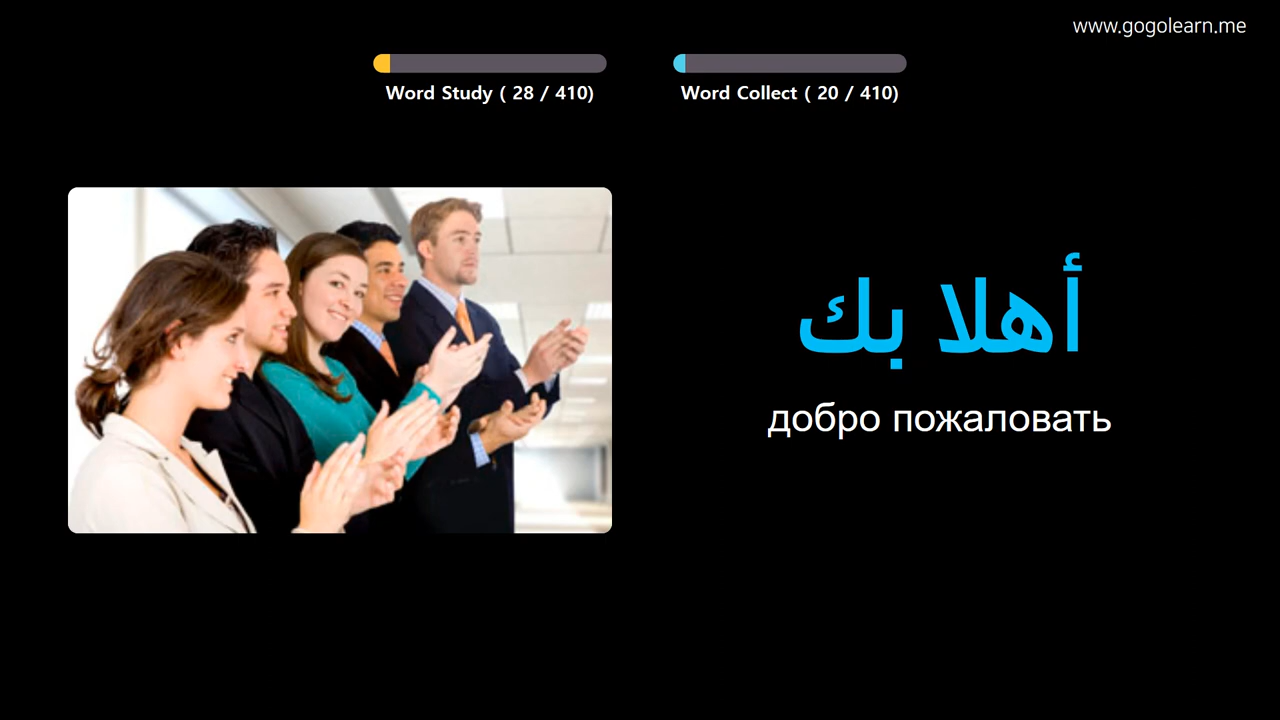 www.gogolearn.me
Word Study ( 28 / 410)
Word Collect ( 20 / 410)
أهلا بك
добро пожаловать